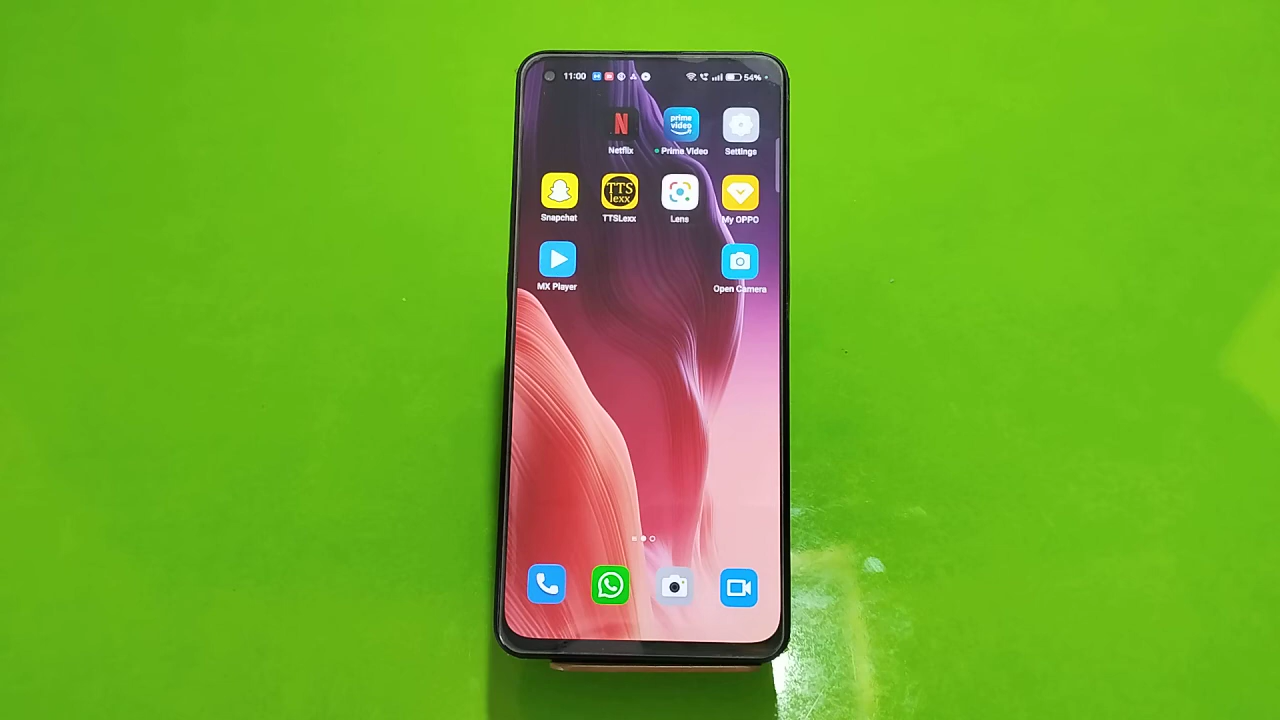 11:00
54%
N
prime
video
Netflix
Prime Video
Settings
TTS
lexx
Snapchat
TTSLexx
Lens
My OPPO
MX Player
Open Camera